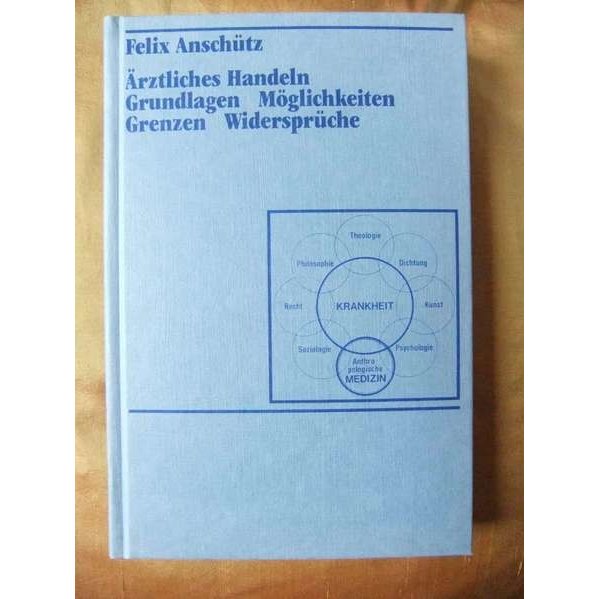 Felix Anschütz
Ärztliches Handeln
Grundlagen Möglichkeiten
Grenzen Widersprüche
Theologie
Philosophie
Dichtung
Recht
KRANKHEIT
Kunst
Soziologie
Psychologie
Anthro
pologische
MEDIZIN